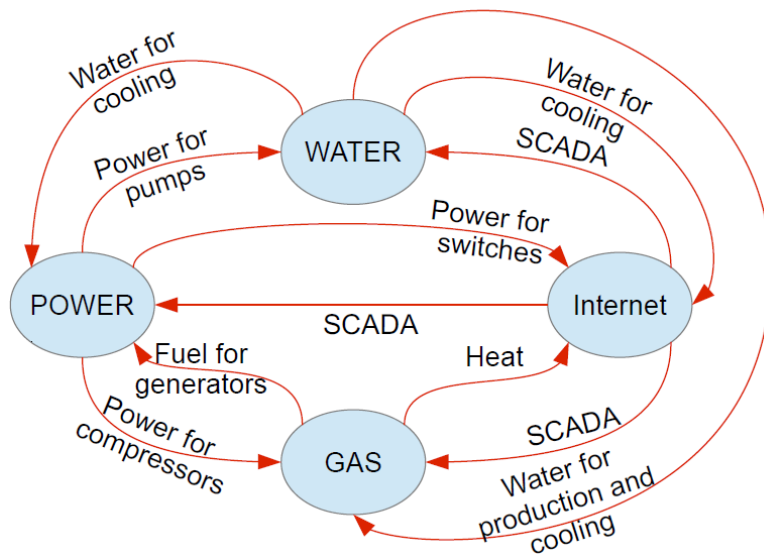 Water for
cooling
Water for
cooling
WATER
SCADA
Power for
pumps
Power for
switches
POWER
Internet
SCADA
Fuel for
generators
Heat
Power for
compressors
GAS
SCADA
Water for
production and
cooling